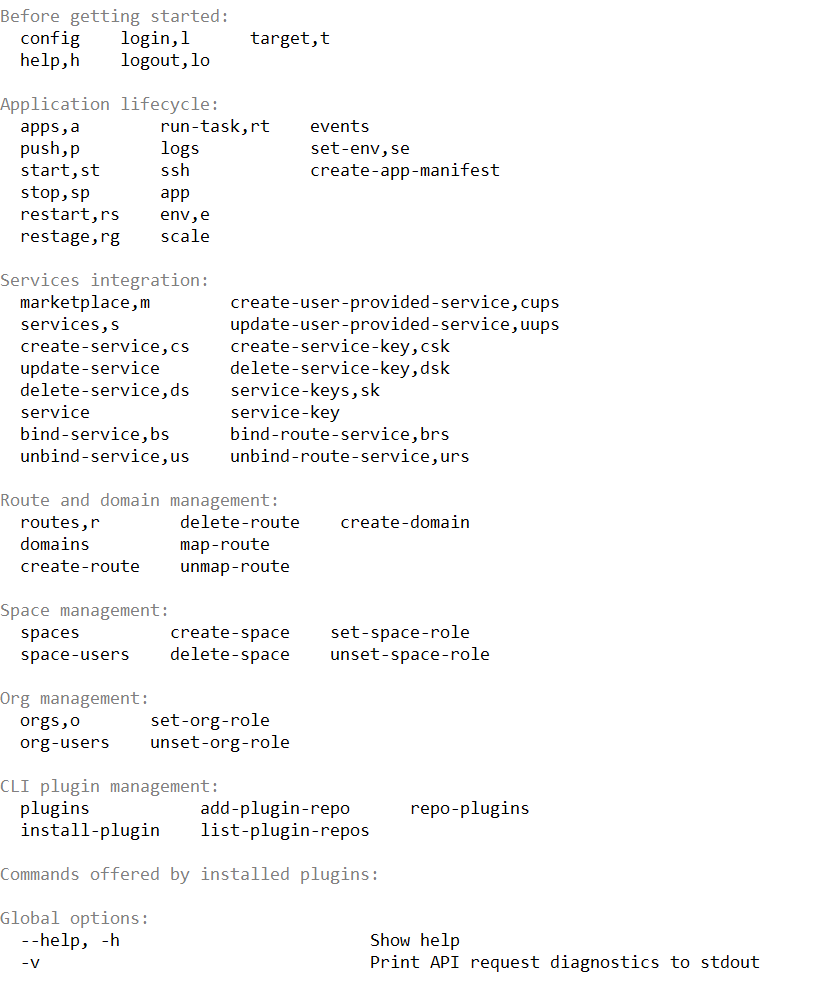 Before getting started:
config login,l target,t
help,h logout,lo
Application lifecycle:
apps,a run-task,rt events
push,p logs set-env,se
start,st ssh create-app-manifest
stop,sp app
restart,rs env,e
restage,rg scale
Services integration:
marketplace,m create-user-provided-service,cups
services,s update-user-provided-service,uups
create-service,cs create-service-key,csk
update-service delete-service-key,dsk
delete-service,ds service-keys,sk
service service-key
bind-service,bs bind-route-service,brs
unbind-service,us unbind-route-service,urs
Route and domain management:
routes,r delete-route create-domain
domains map-route
create-route unmap-route
Space management:
spaces create-space set-space-role
space-users delete-space unset-space-role
Org management:
orgs,o set-org-role
org-users unset-org-role
CLI plugin management:
plugins add-plugin-repo repo-plugins
install-plugin list-plugin-repos
Commands offered by installed plugins:
Global options:
--help, -h Show help
-v Print API request diagnostics to stdout